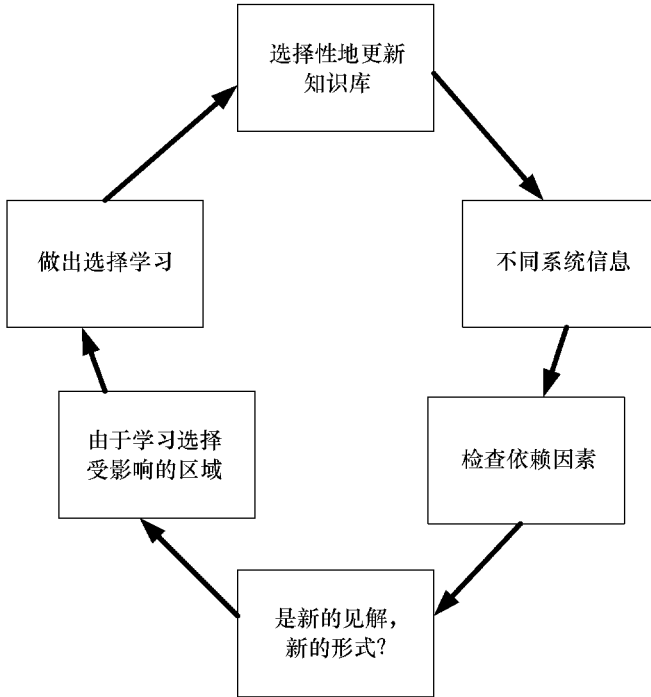 选择性地更新
知识库
不同系统信息
检查依赖因素
是新的见解，
新的形式？
由于学习选择
受影响的区域
做出选择学习